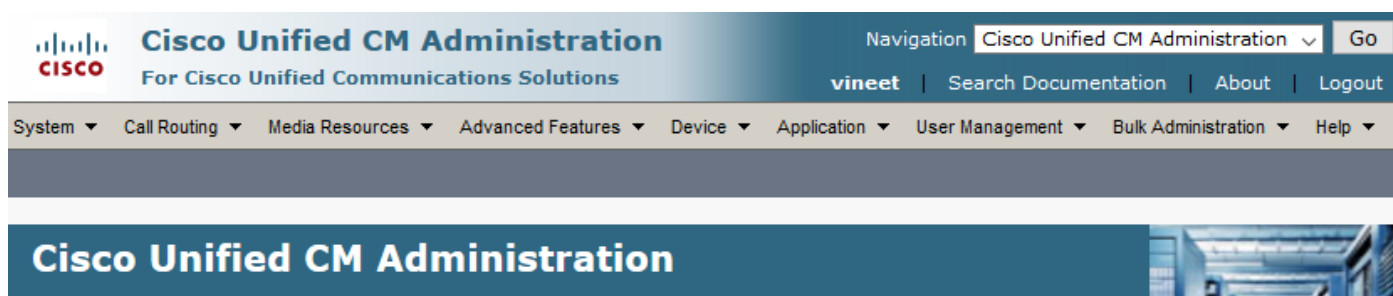 Cisco Unified CM Administration
Navigation Cisco Unified CM Administration Go
CISCO
For Cisco Unified Communications Solutions
vineet | Search Documentation | About | Logout
System Call Routing Media Resources Advanced Features Device Application User Management Bulk Administration Help
Cisco Unified CM Administration